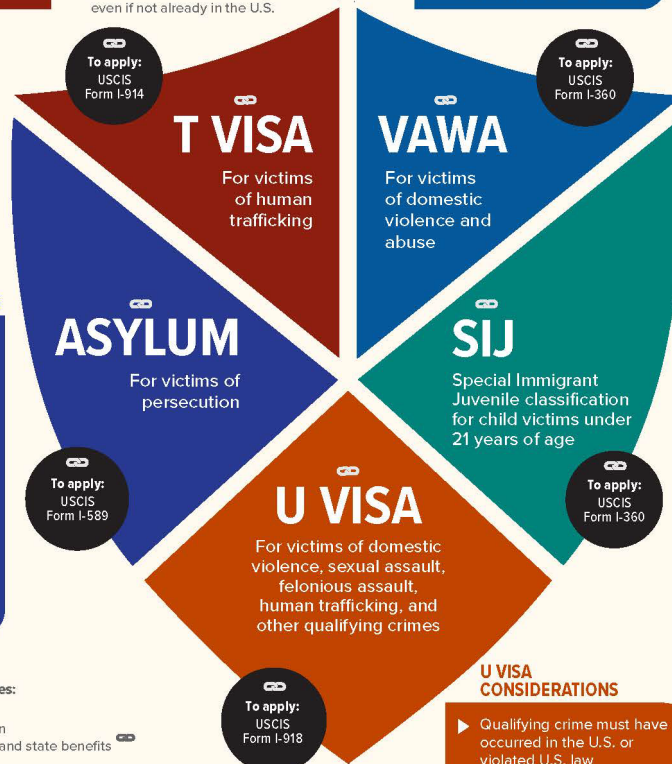 even if not already in the U.S.
To apply:
USCIS
Form I-914
To apply:
USCIS
Form I-360
T VISA
For victims
of human
trafficking
VAWA
For victims
of domestic
violence and
abuse
ASYLUM
For victims of
persecution
SIJ
Special Immigrant
Juvenile classification
for child victims under
21 years of age
To apply:
USCIS
Form I-589
To apply:
USCIS
Form I-360
U VISA
For victims of domestic
violence, sexual assault,
felonious assault,
human trafficking, and
other qualifying crimes
To apply:
USCIS
Form I-918
es:
n
and state benefits
U VISA
CONSIDERATIONS
Qualifying crime must have
occurred in the U.S. or
violated U.S. law